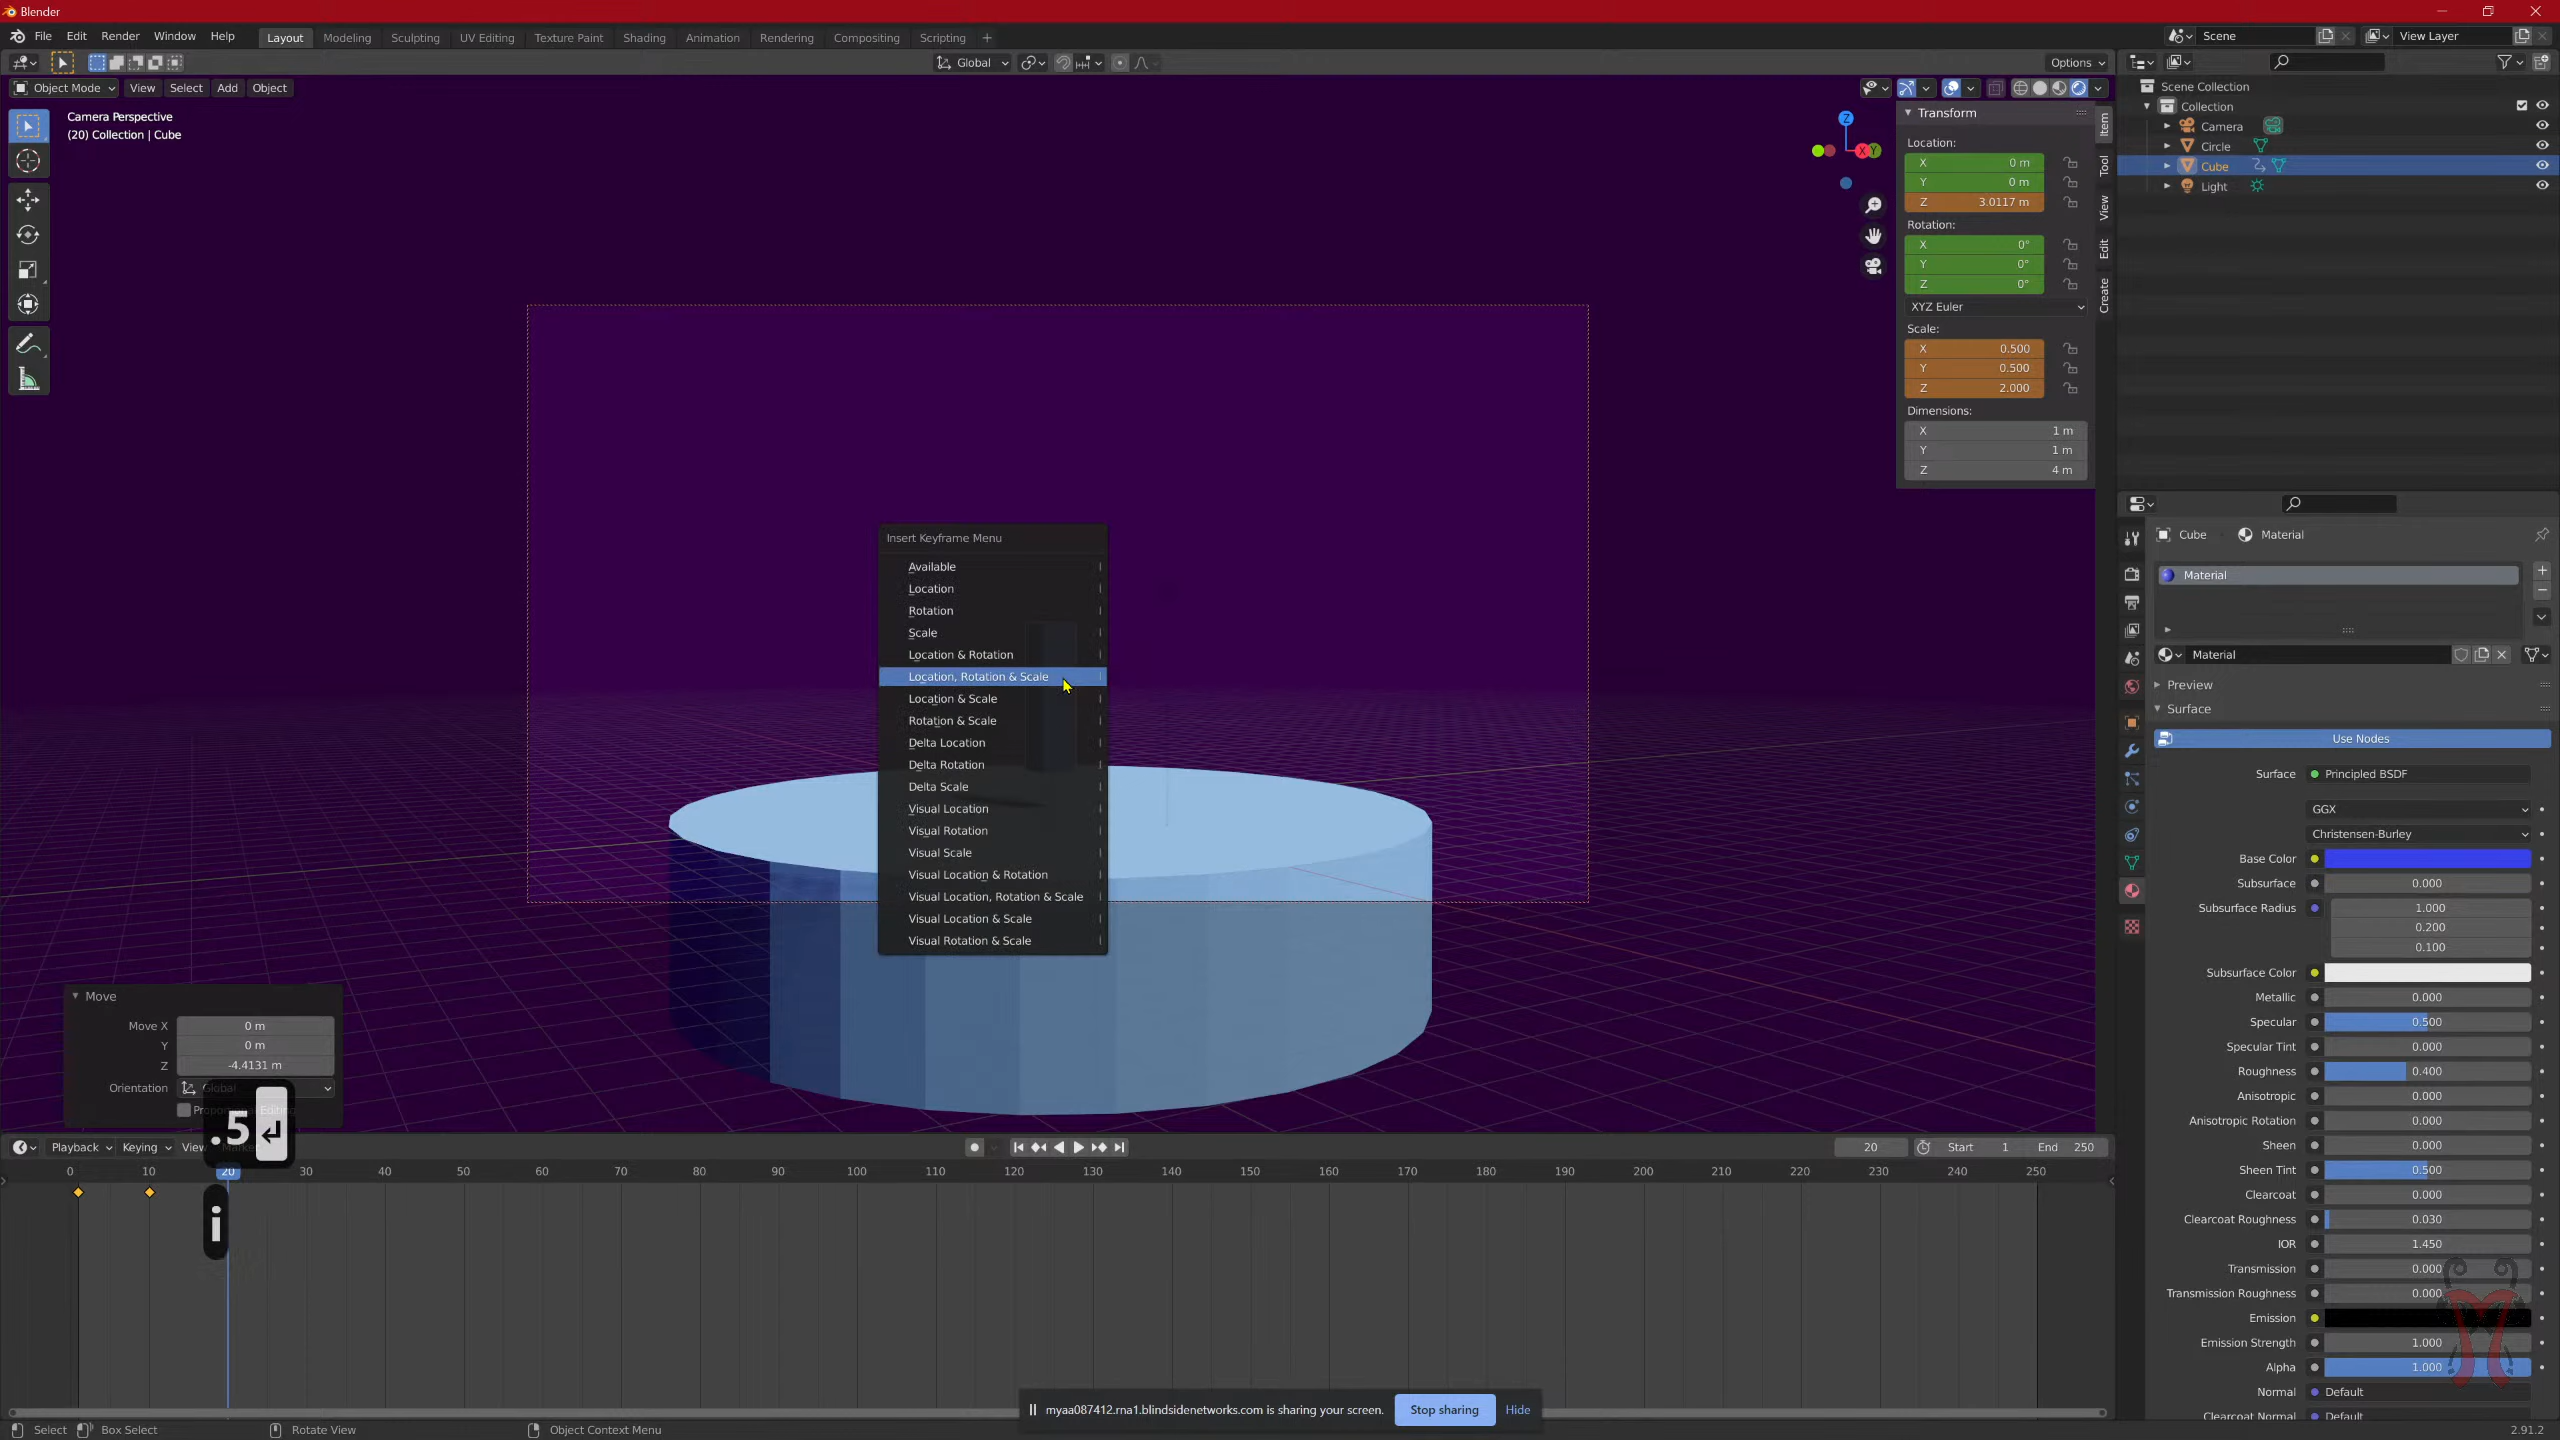 Blender
File Edit Render Window Help Layout Modeling Sculpting UV Editing Texture Paint Shading Animation Rendering Compositing Scripting + Scene View Layer
Global Options
Object Mode View Select Add Object
Camera Perspective
(20) Collection | Cube
Z
X Y
Transform
Location:
X 0 m
Y 0 m
Z 3.0117 m
Rotation:
X 0°
Y 0°
Z 0°
XYZ Euler
Scale:
X 0.500
Y 0.500
Z 2.000
Dimensions:
X 1 m
Y 1 m
Z 4 m
Item
Tool
View
Edit
Create
Scene Collection
Collection
Camera
Circle
Cube
Light
Insert Keyframe Menu
Available I
Location I
Rotation I
Scale I
Location & Rotation I
Location, Rotation & Scale I
Location & Scale I
Rotation & Scale I
Delta Location I
Delta Rotation I
Delta Scale I
Visual Location I
Visual Rotation I
Visual Scale I
Visual Location & Rotation I
Visual Location, Rotation & Scale I
Visual Location & Scale I
Visual Rotation & Scale I
Cube Material
Material
Material
Preview
Surface
Use Nodes
Surface Principled BSDF
GGX
Christensen-Burley
Base Color
Subsurface 0.000
Subsurface Radius 1.000
0.200
0.100
Subsurface Color
Metallic 0.000
Specular 0.500
Specular Tint 0.000
Roughness 0.400
Anisotropic 0.000
Anisotropic Rotation 0.000
Sheen 0.000
Sheen Tint 0.500
Clearcoat 0.000
Clearcoat Roughness 0.030
IOR 1.450
Transmission 0.000
Transmission Roughness 0.000
Emission
Emission Strength 1.000
Alpha 1.000
Normal Default
Clearcoat Normal Default
Move
Move X 0 m
Y 0 m
Z -4.4131 m
Orientation Global
.5
i
Playback Keying View 20 Start 1 End 250
0 10 20 30 40 50 60 70 80 90 100 110 120 130 140 150 160 170 180 190 200 210 220 230 240 250
myaa087412.rna1.blindsidenetworks.com is sharing your screen. Stop sharing Hide
Select Box Select Rotate View Object Context Menu 2.91.2